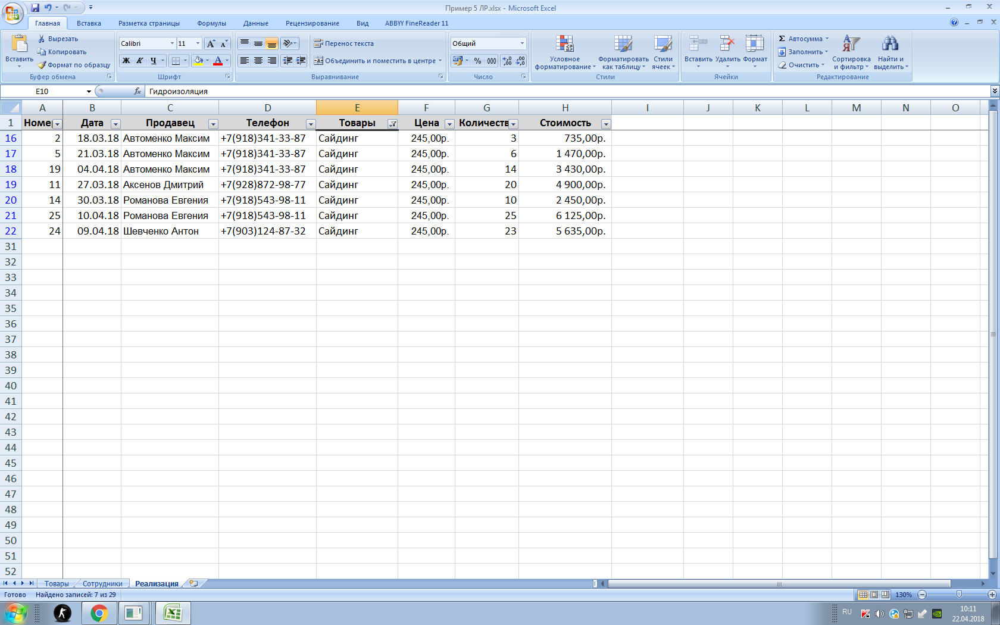 Пример 5 ЛР.xlsx - Microsoft Excel
Главная Вставка Разметка страницы Формулы Данные Рецензирование Вид ABBYY FineReader 11
Вставить Вырезать Копировать Формат по образцу
Calibri 11
Ж К Ч
Перенос текста
Объединить и поместить в центре
Общий
% 000
Условное форматирование Форматировать как таблицу Стили ячеек
Вставить Удалить Формат
Σ Автосумма Заполнить Очистить
Сортировка и фильтр Найти и выделить
Буфер обмена Шрифт Выравнивание Число Стили Ячейки Редактирование
E10 fx Гидроизоляция
A B C D E F G H I J K L M N O
1 Номе Дата Продавец Телефон Товары Цена Количеств Стоимость
16 2 18.03.18 Автоменко Максим +7(918)341-33-87 Сайдинг 245,00р. 3 735,00р.
17 5 21.03.18 Автоменко Максим +7(918)341-33-87 Сайдинг 245,00р. 6 1 470,00р.
18 19 04.04.18 Автоменко Максим +7(918)341-33-87 Сайдинг 245,00р. 14 3 430,00р.
19 11 27.03.18 Аксенов Дмитрий +7(928)872-98-77 Сайдинг 245,00р. 20 4 900,00р.
20 14 30.03.18 Романова Евгения +7(918)543-98-11 Сайдинг 245,00р. 10 2 450,00р.
21 25 10.04.18 Романова Евгения +7(918)543-98-11 Сайдинг 245,00р. 25 6 125,00р.
22 24 09.04.18 Шевченко Антон +7(903)124-87-32 Сайдинг 245,00р. 23 5 635,00р.
31
32
33
34
35
36
37
38
39
40
41
42
43
44
45
46
47
48
49
50
51
52
Товары Сотрудники Реализация
Готово Найдено записей: 7 из 29 130%
RU 10:11
22.04.2018